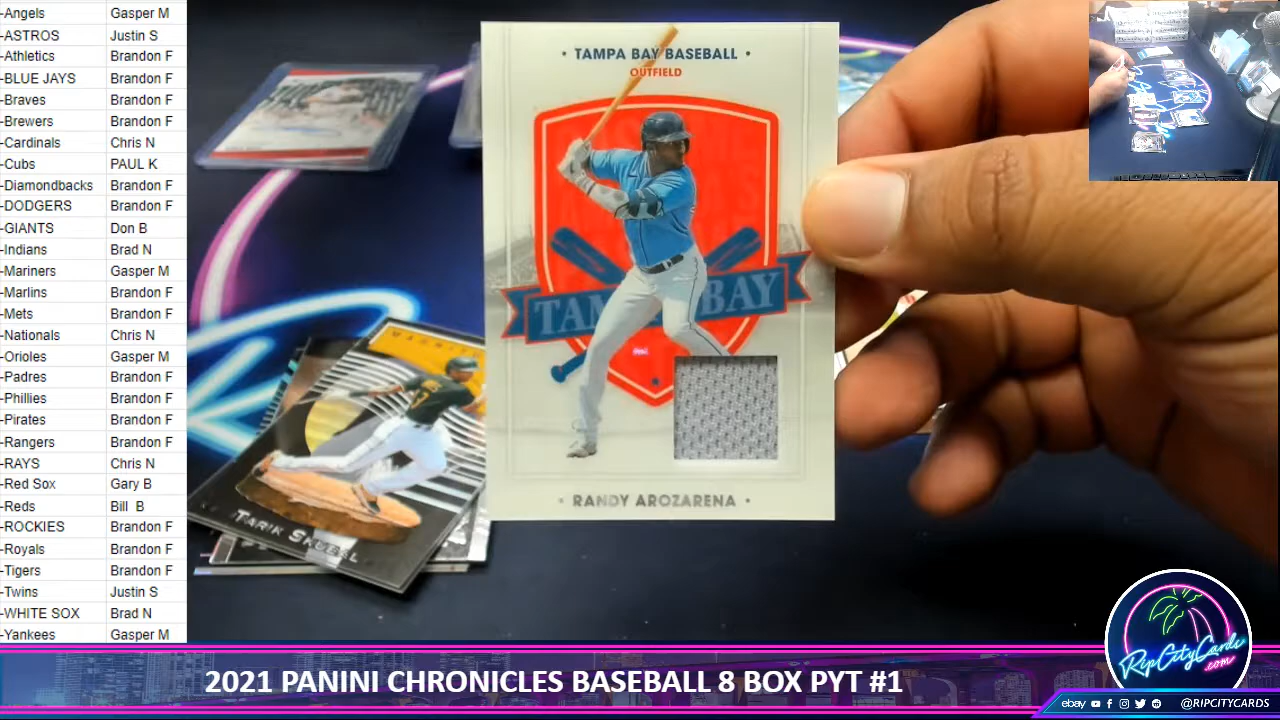 -Angels Gasper M
-ASTROS Justin S
-Athletics Brandon F
-BLUE JAYS Brandon F
-Braves Brandon F
-Brewers Brandon F
-Cardinals Chris N
-Cubs PAUL K
-Diamondbacks Brandon F
-DODGERS Brandon F
-GIANTS Don B
-Indians Brad N
-Mariners Gasper M
-Marlins Brandon F
-Mets Brandon F
-Nationals Chris N
-Orioles Gasper M
-Padres Brandon F
-Phillies Brandon F
-Pirates Brandon F
-Rangers Brandon F
-RAYS Chris N
-Red Sox Gary B
-Reds Bill B
-ROCKIES Brandon F
-Royals Brandon F
-Tigers Brandon F
-Twins Justin S
-WHITE SOX Brad N
-Yankees Gasper M
• TAMPA BAY BASEBALL •
OUTFIELD
TAMPA BAY
• RANDY AROZARENA •
TARIK SKUBAL
2021 PANINI CHRONICLES BASEBALL 8 BOX PYT #1
RipCityCards
.com
ebay @RIPCITYCARDS